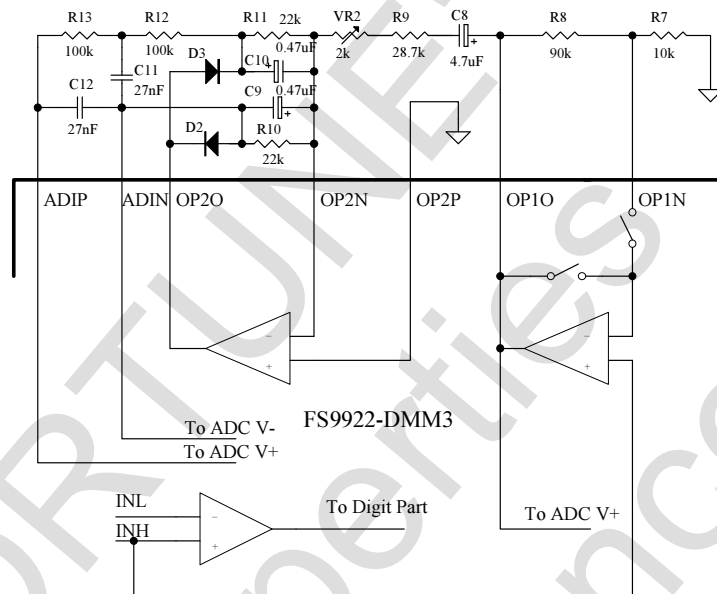 R13 R12 R11 22k VR2 R9 C8 R8 R7
100k 100k 0.47uF 2k 28.7k 4.7uF 90k 10k
D3 C10
C11
C12 27nF C9 0.47uF
27nF D2 R10
22k
ADIP ADIN OP2O OP2N OP2P OP1O OP1N
FS9922-DMM3
To ADC V-
To ADC V+
INL To Digit Part To ADC V+
INH